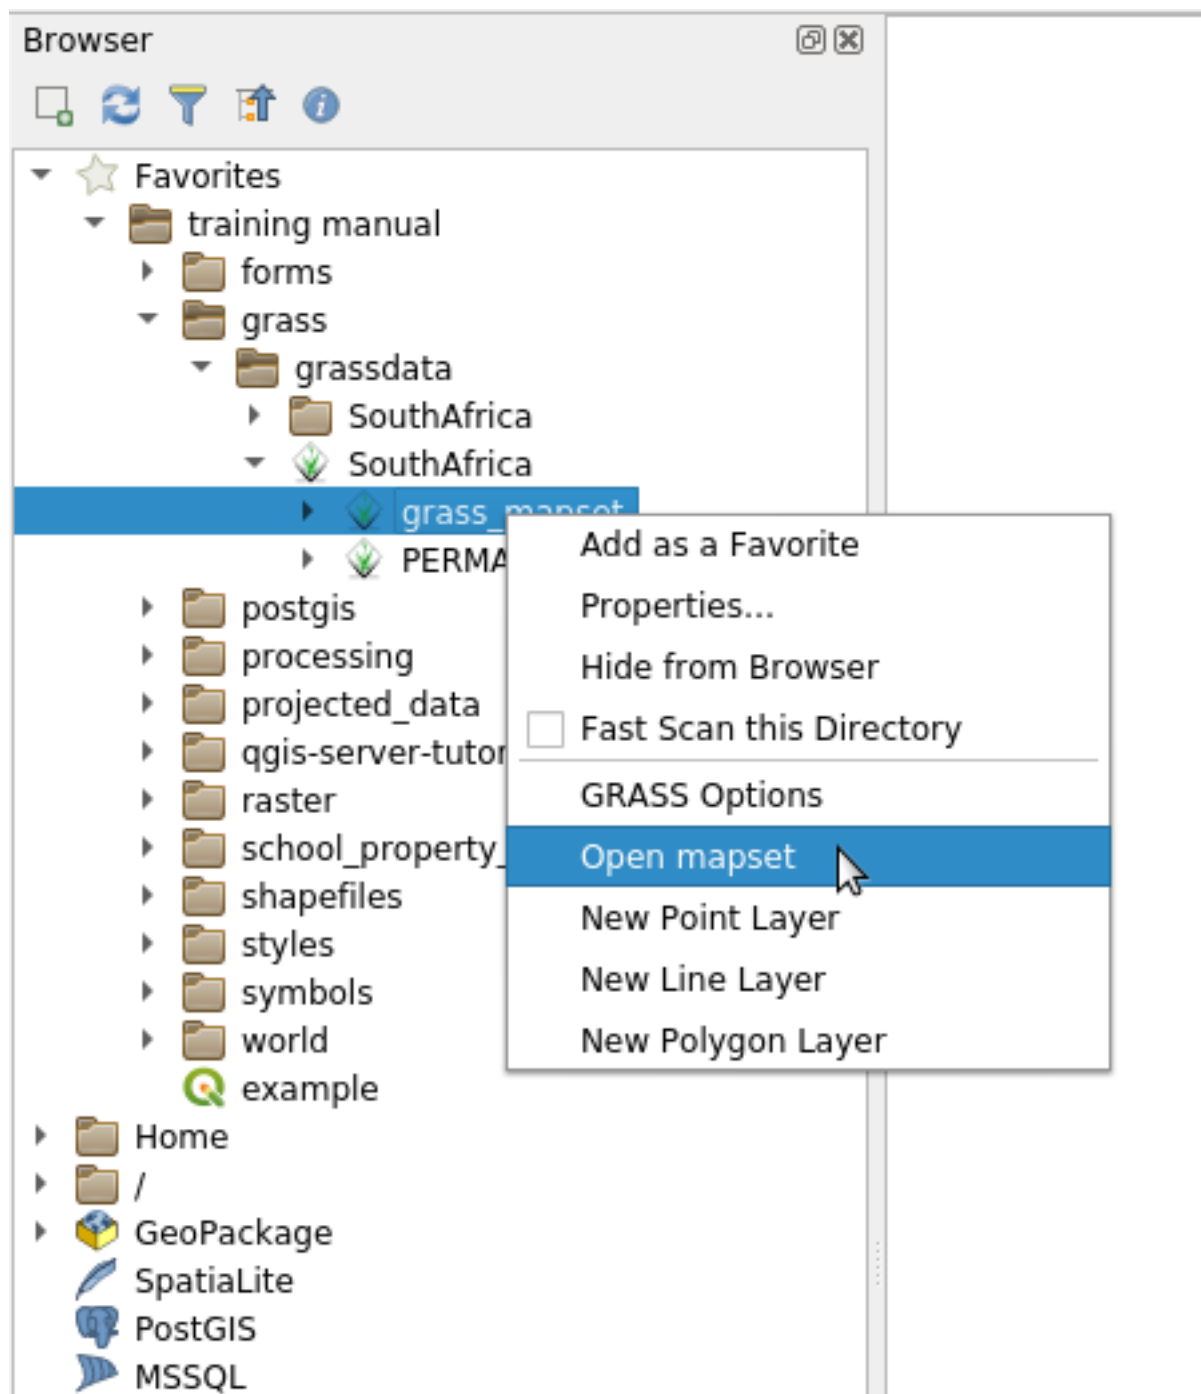 Browser
Favorites
training manual
forms
grass
grassdata
SouthAfrica
SouthAfrica
grass_mapset
PERMA
postgis
processing
projected_data
qgis-server-tutor
raster
school_property_
shapefiles
styles
symbols
world
example
Home
/
GeoPackage
SpatiaLite
PostGIS
MSSQL
Add as a Favorite
Properties...
Hide from Browser
Fast Scan this Directory
GRASS Options
Open mapset
New Point Layer
New Line Layer
New Polygon Layer